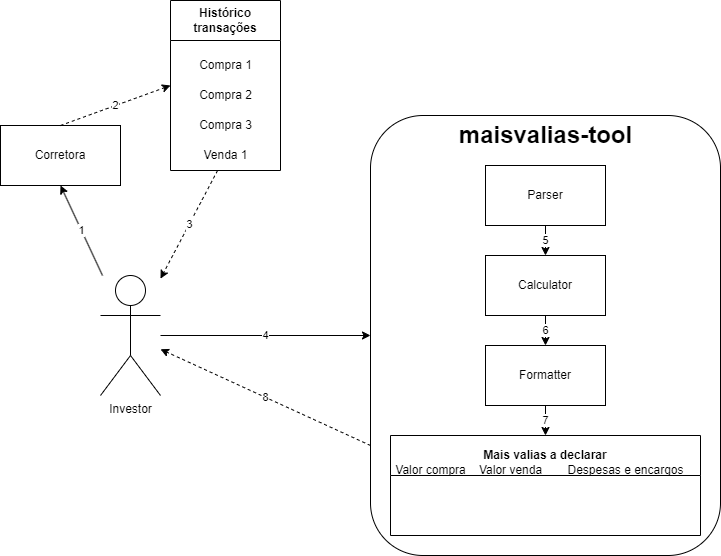 Histórico
transações
Compra 1
Compra 2
Compra 3
Venda 1
2
Corretora
1
3
Investor
4
8
maisvalias-tool
Parser
5
Calculator
6
Formatter
7
Mais valias a declarar
Valor compra Valor venda Despesas e encargos